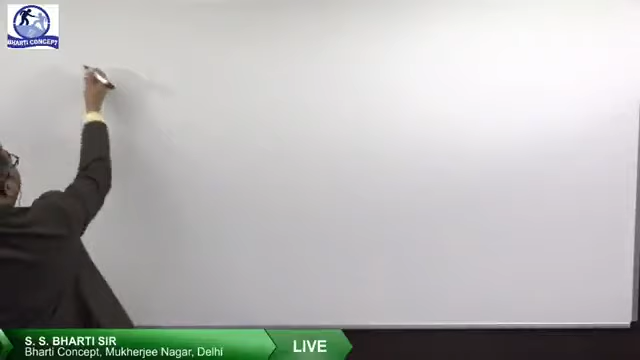 BHARTI CONCEPT
S. S. BHARTI SIR
Bharti Concept, Mukherjee Nagar, Delhi
LIVE